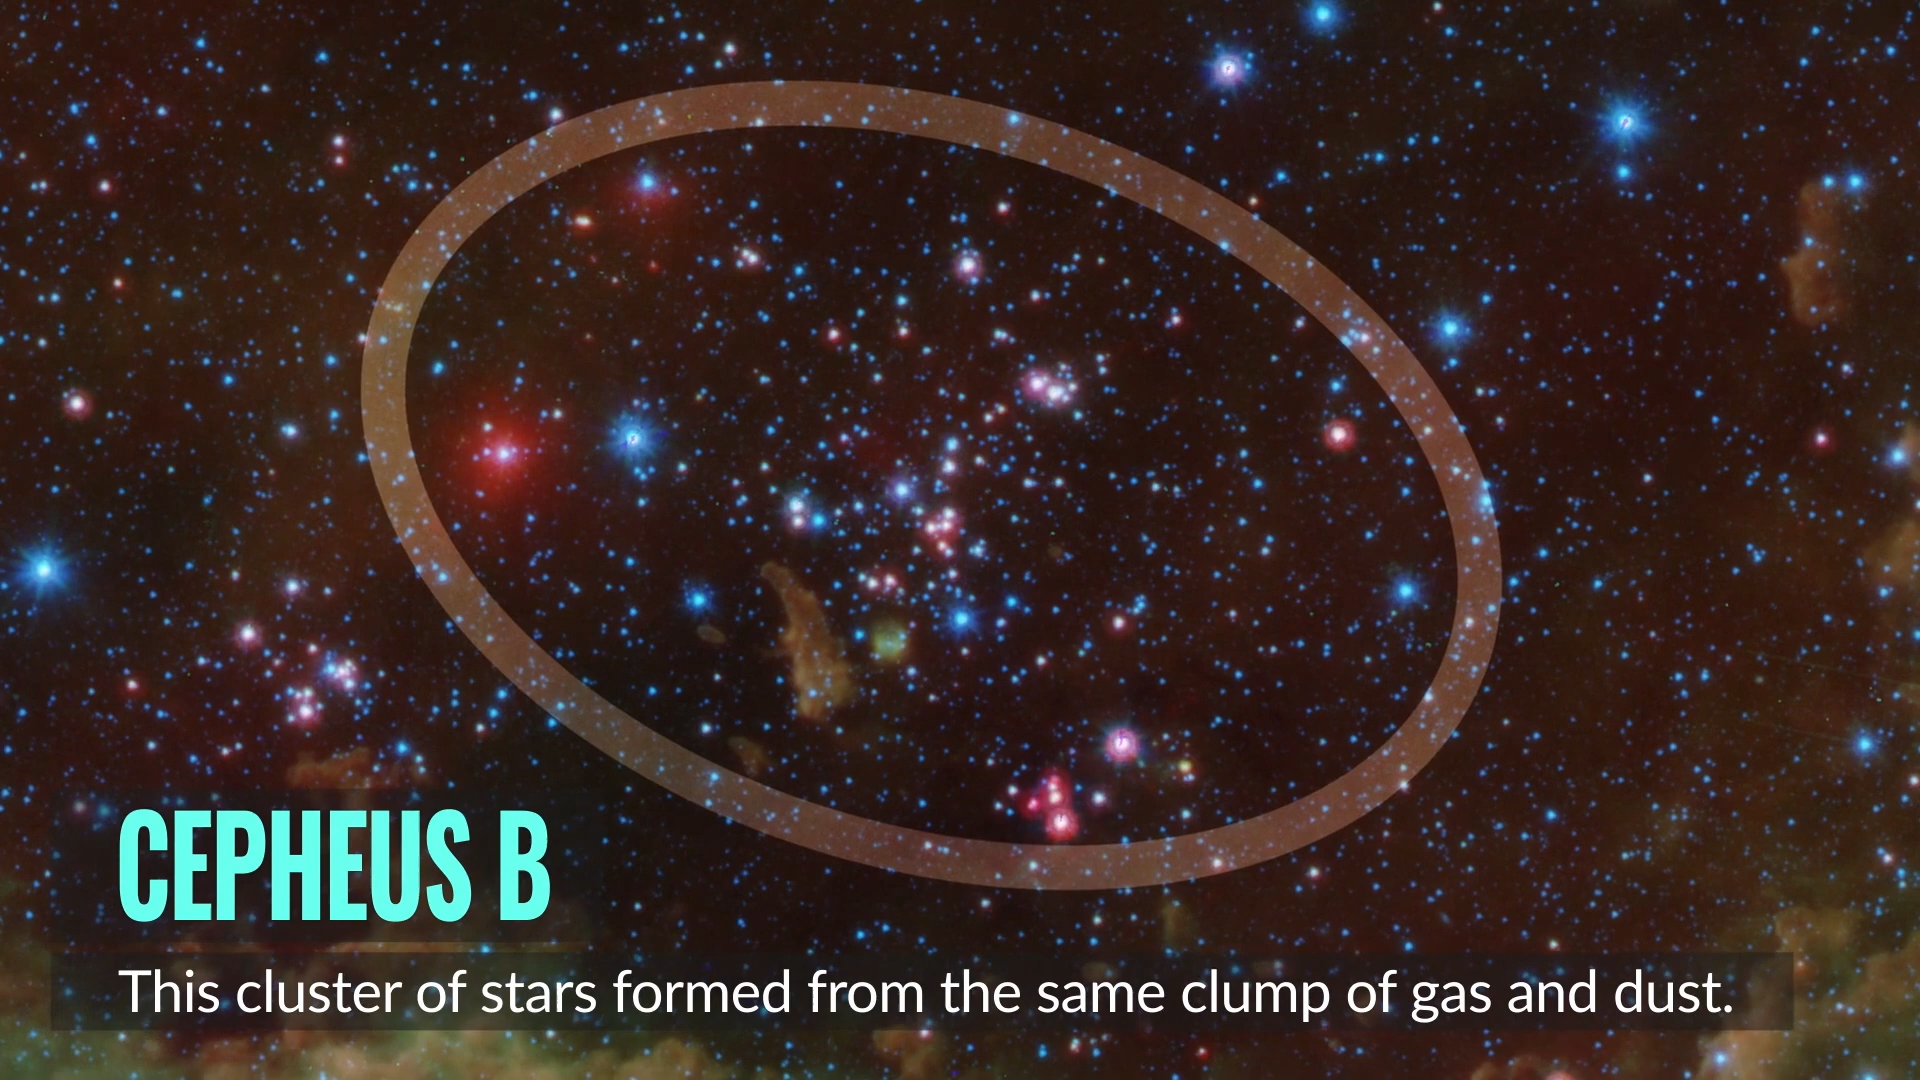 CEPHEUS B
This cluster of stars formed from the same clump of gas and dust.